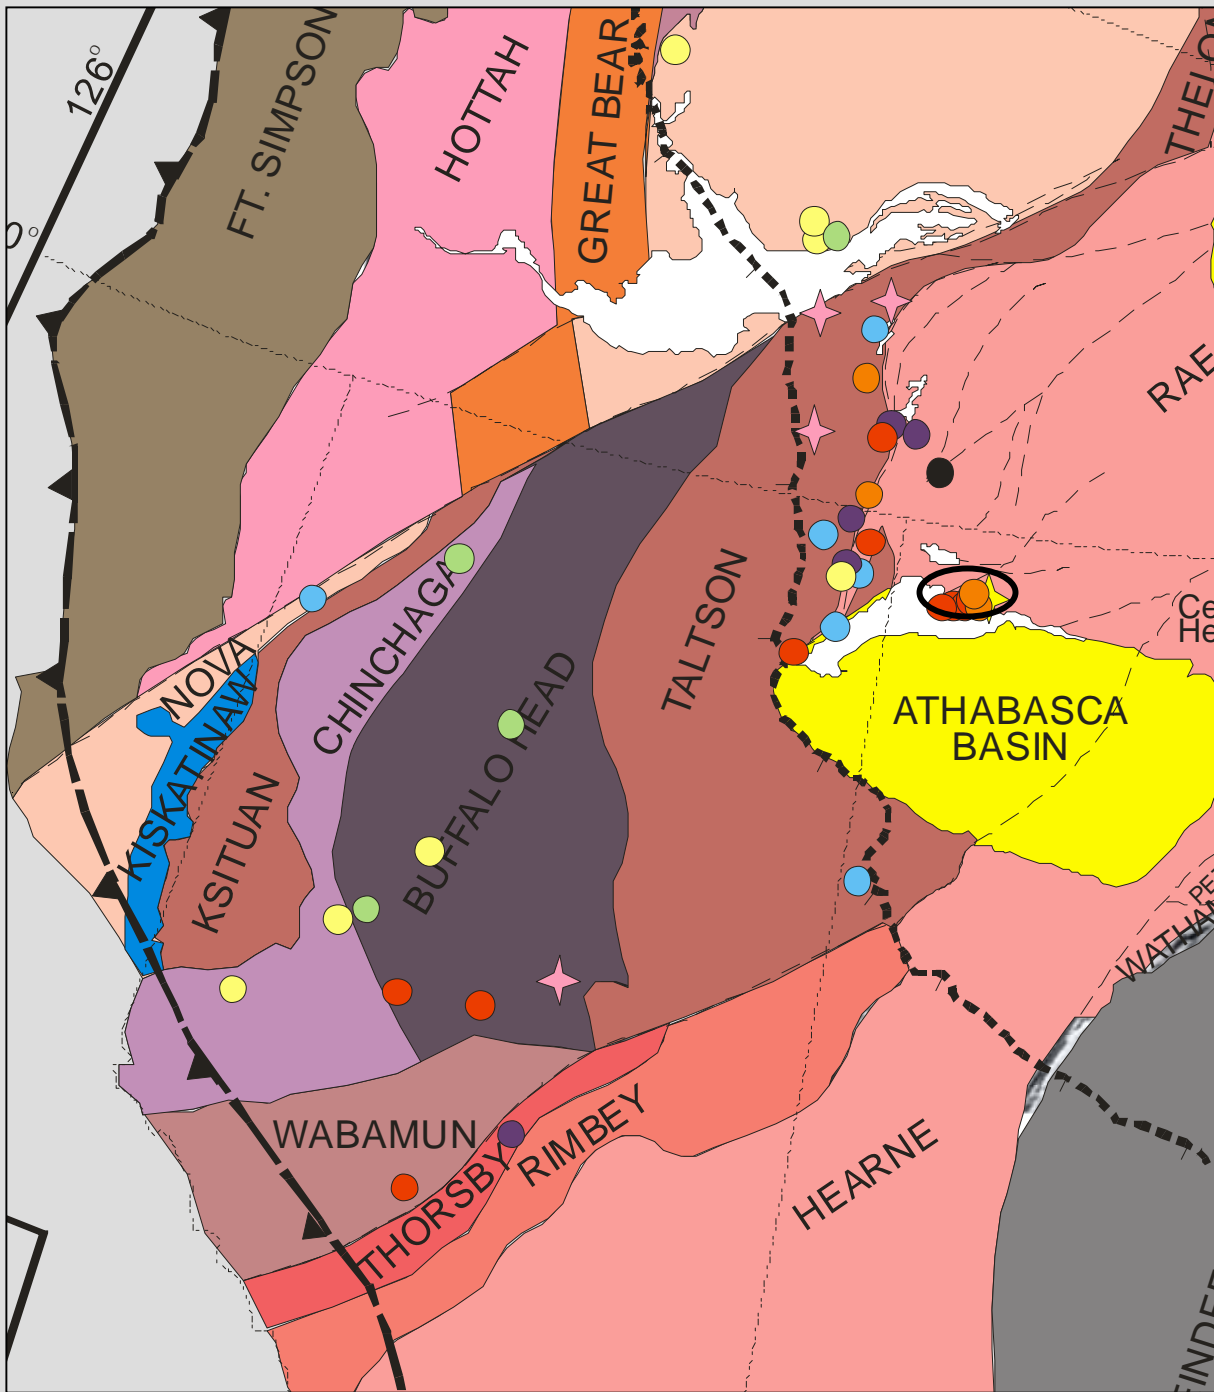 126°
0°
FT. SIMPSON
HOTTAH
GREAT BEAR
RAE
NOVA
CHINCHAGA
KISKATINAW
KSITUAN
BUFFALO HEAD
TALTSON
ATHABASCA
BASIN
WABAMUN
THORSBY
RIMBEY
HEARNE